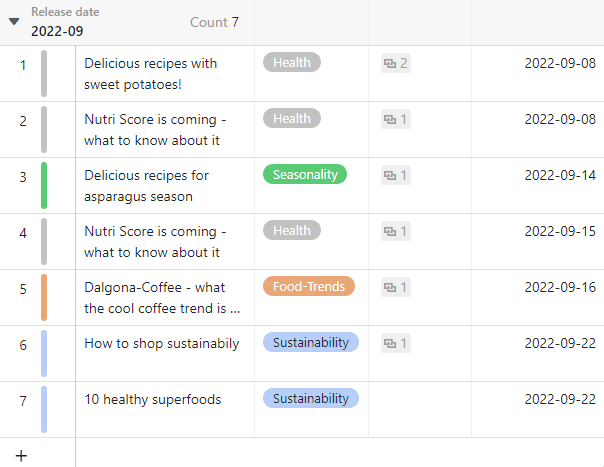 Release date
2022-09 Count 7
1 Delicious recipes with Health 2 2022-09-08
sweet potatoes!
2 Nutri Score is coming - Health 1 2022-09-08
what to know about it
3 Delicious recipes for Seasonality 1 2022-09-14
asparagus season
4 Nutri Score is coming - Health 1 2022-09-15
what to know about it
5 Dalgona-Coffee - what Food-Trends 1 2022-09-16
the cool coffee trend is ...
6 How to shop sustainabily Sustainability 1 2022-09-22
7 10 healthy superfoods Sustainability 2022-09-22
+